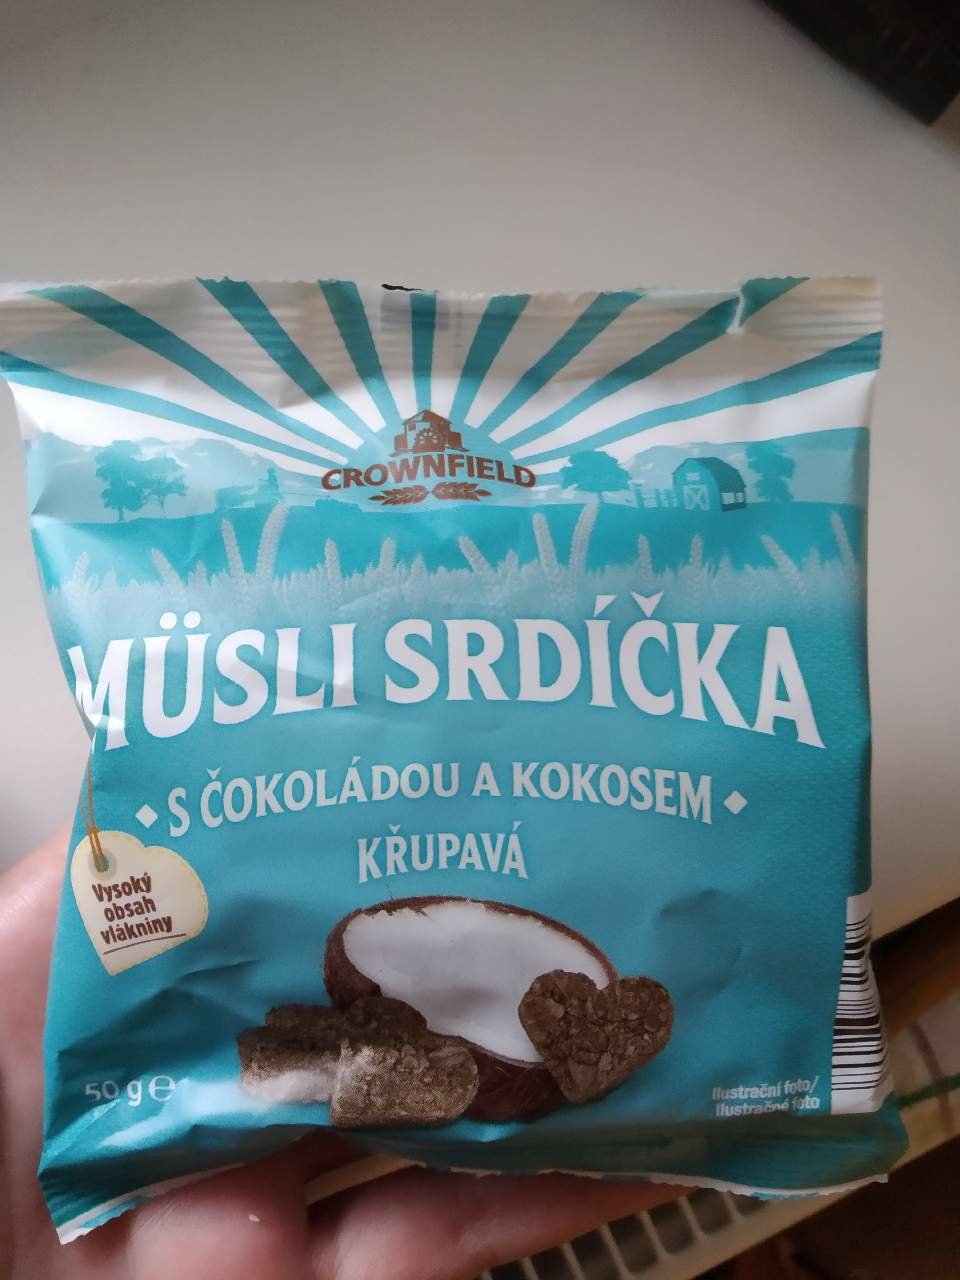 CROWNFIELD
MÜSLI SRDÍČKA
S ČOKOLÁDOU A KOKOSEM
KŘUPAVÁ
Vysoký
obsah
vlákniny
50 g ℮
Ilustrační foto/
Ilustračné foto